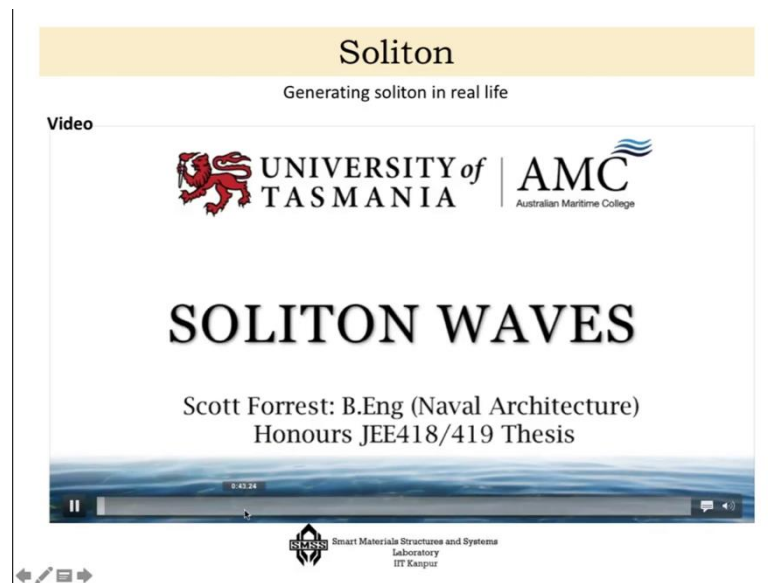 Soliton
Generating soliton in real life
Video
UNIVERSITY of
TASMANIA
AMC
Australian Maritime College
SOLITON WAVES
Scott Forrest: B.Eng (Naval Architecture)
Honours JEE418/419 Thesis
0:43:24
SMSS
Smart Materials Structures and Systems
Laboratory
IIT Kanpur